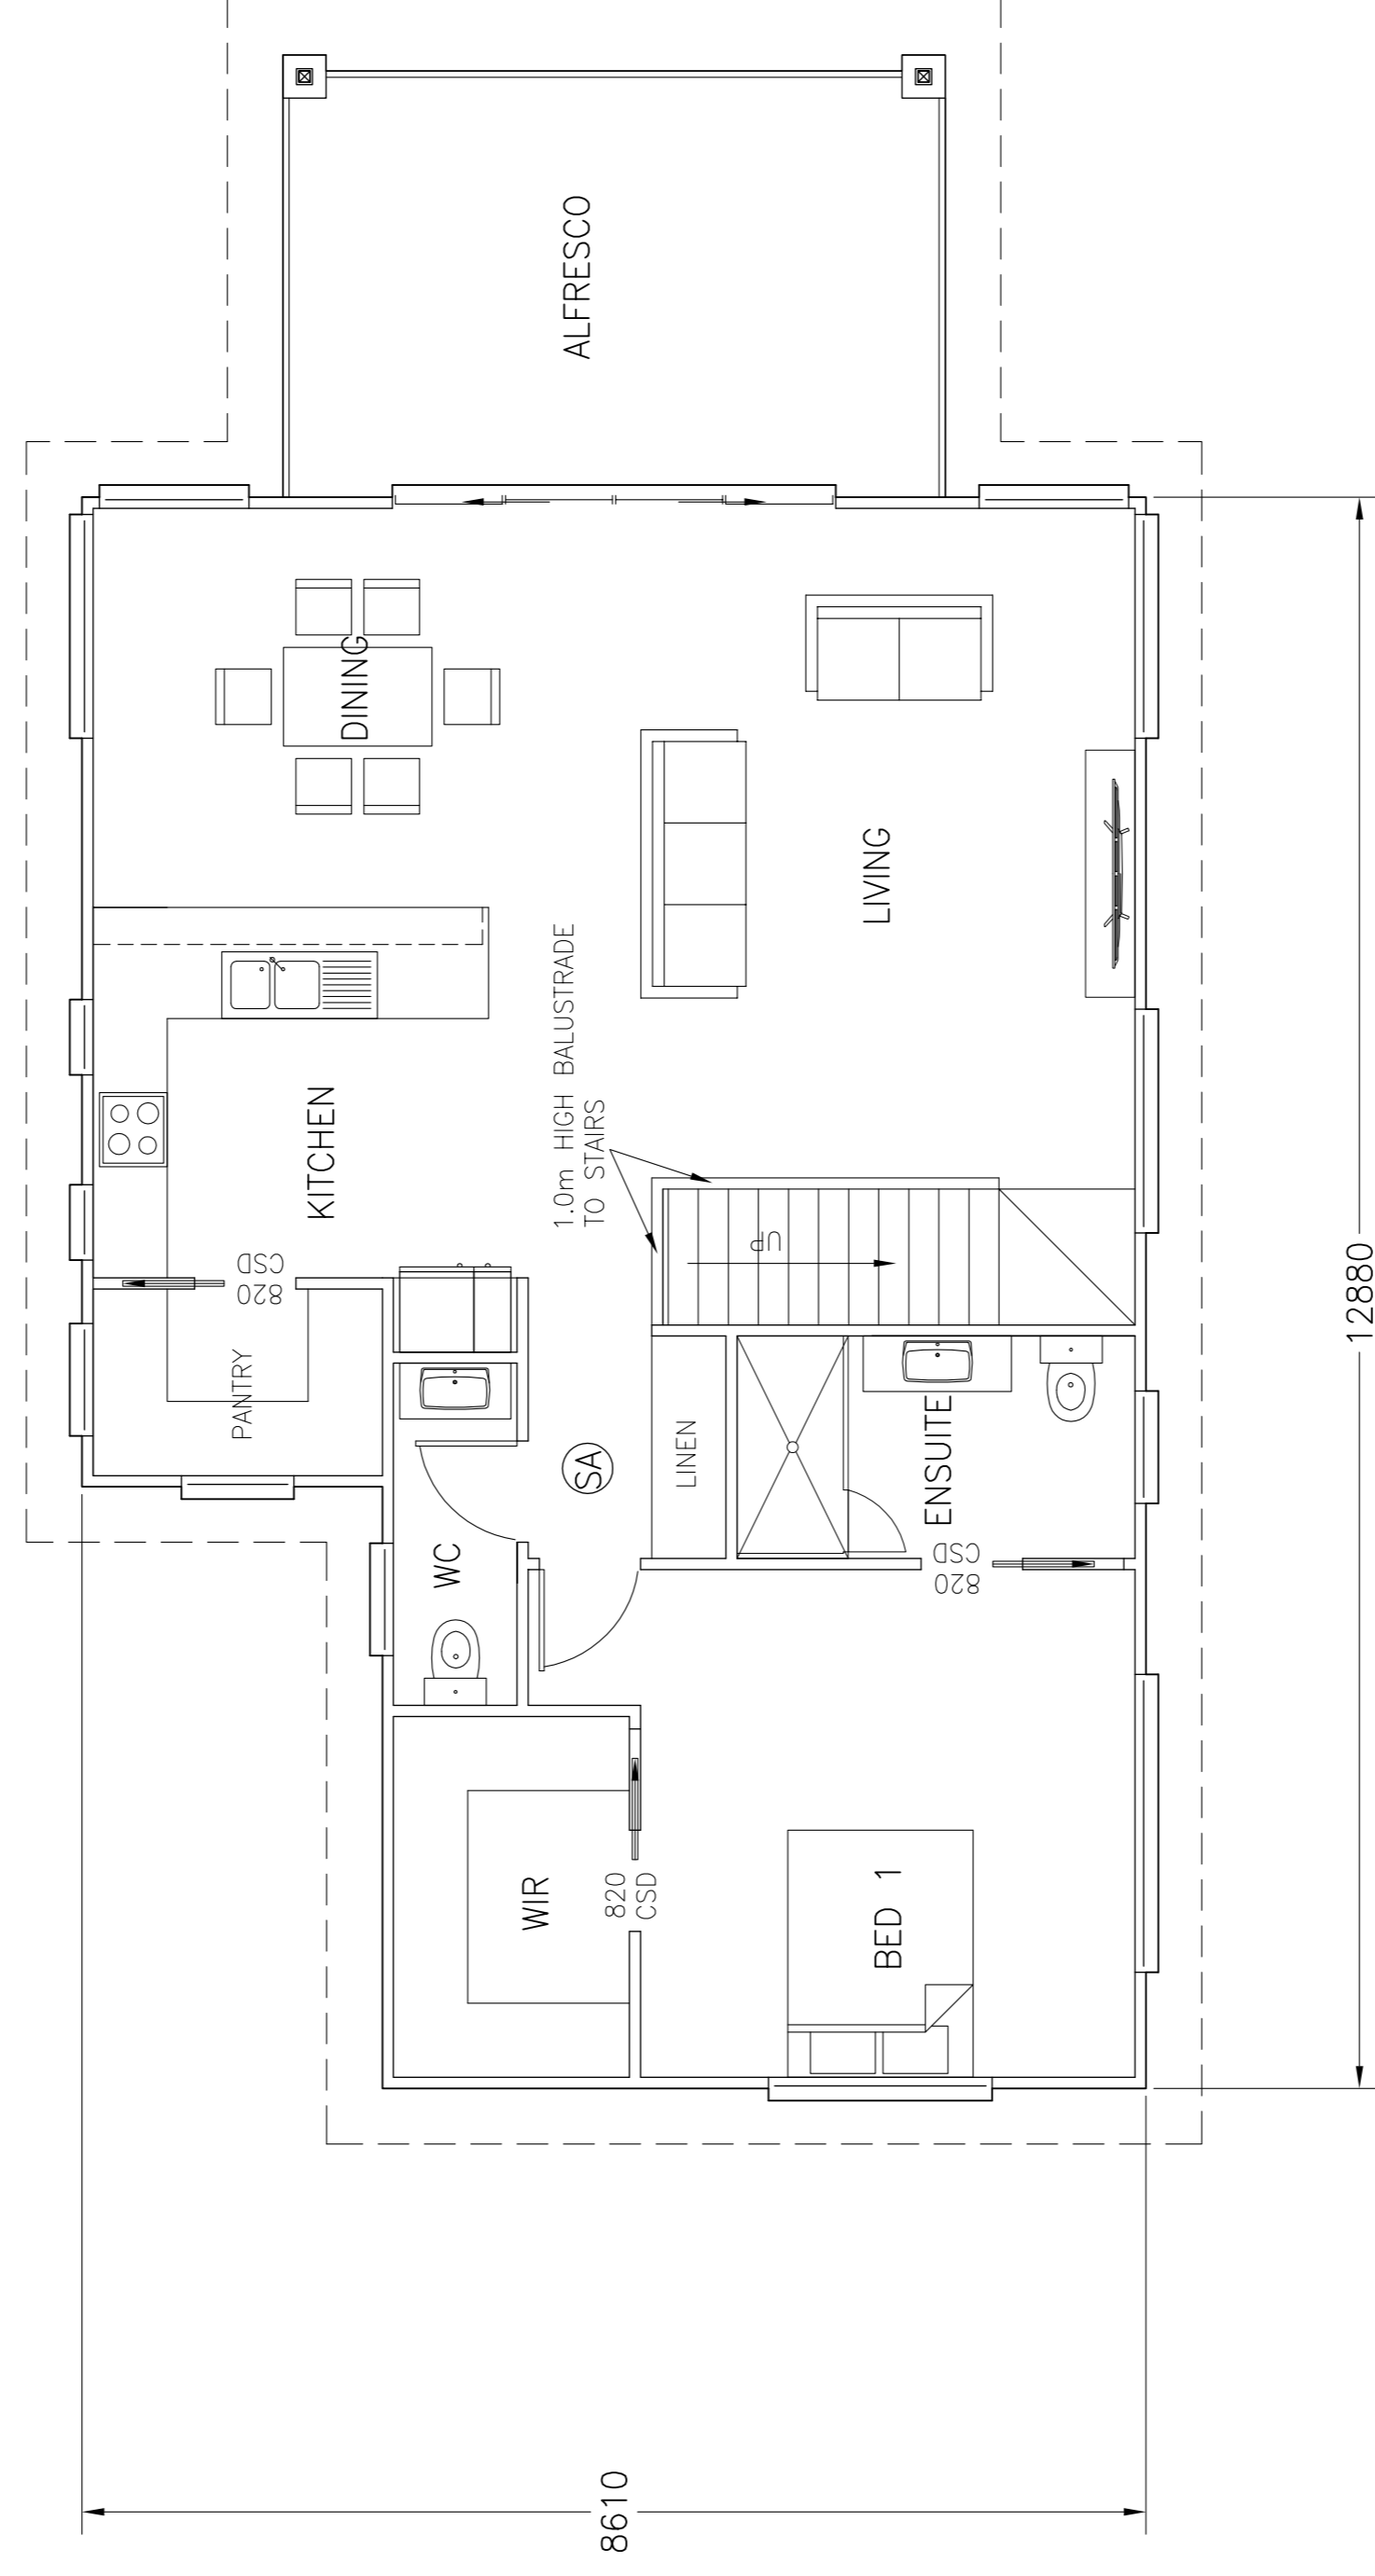 ALFRESCO
DINING
LIVING
KITCHEN
1.0m HIGH BALUSTRADE
TO STAIRS
UP
820
CSD
PANTRY
SA
LINEN
ENSUITE
820
CSD
WC
WIR
820
CSD
BED 1
12880
8610